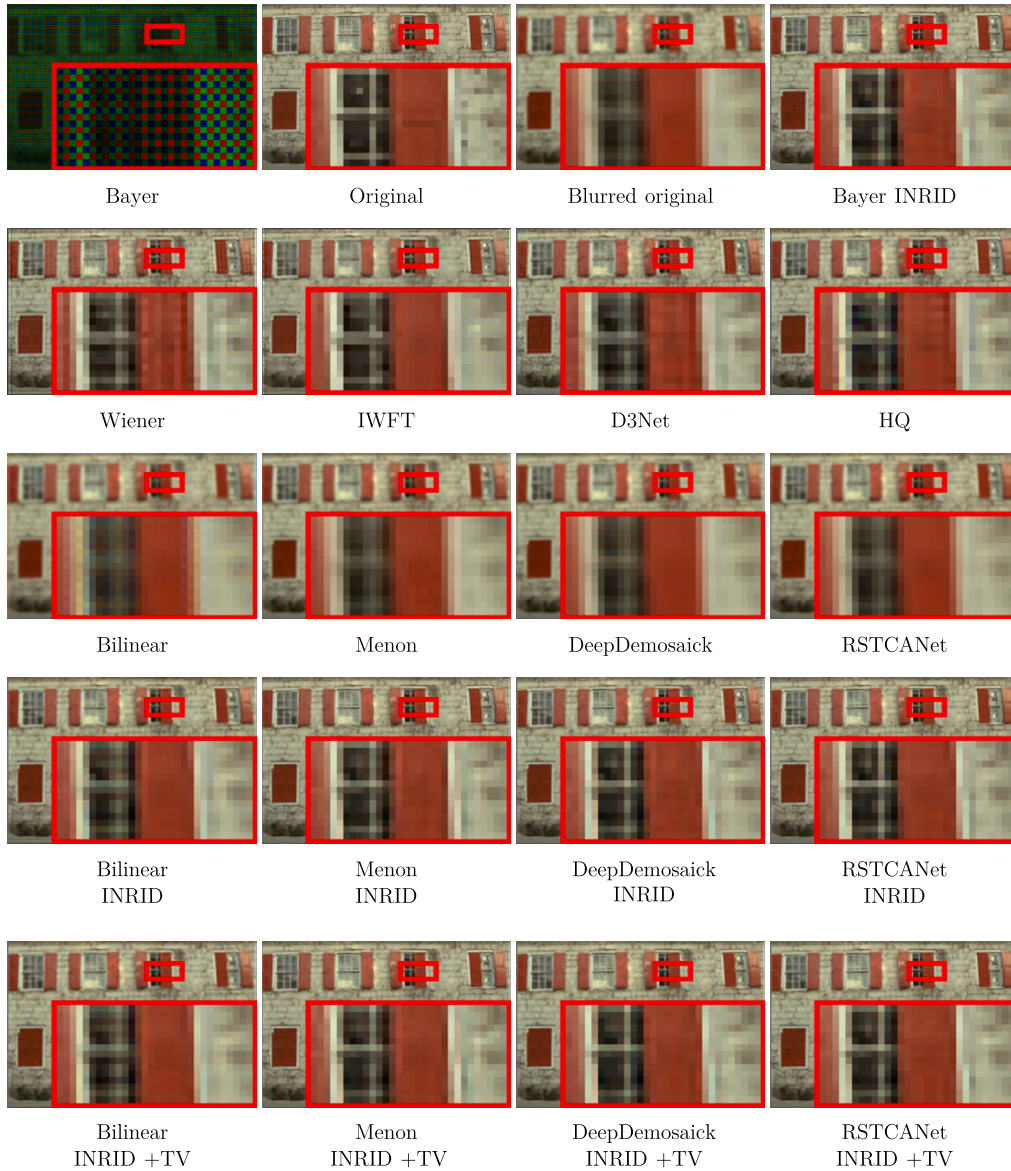 Bayer
Original
Blurred original
Bayer INRID
Wiener
IWFT
D3Net
HQ
Bilinear
Menon
DeepDemosaick
RSTCANet
Bilinear
INRID
Menon
INRID
DeepDemosaick
INRID
RSTCANet
INRID
Bilinear
INRID +TV
Menon
INRID +TV
DeepDemosaick
INRID +TV
RSTCANet
INRID +TV